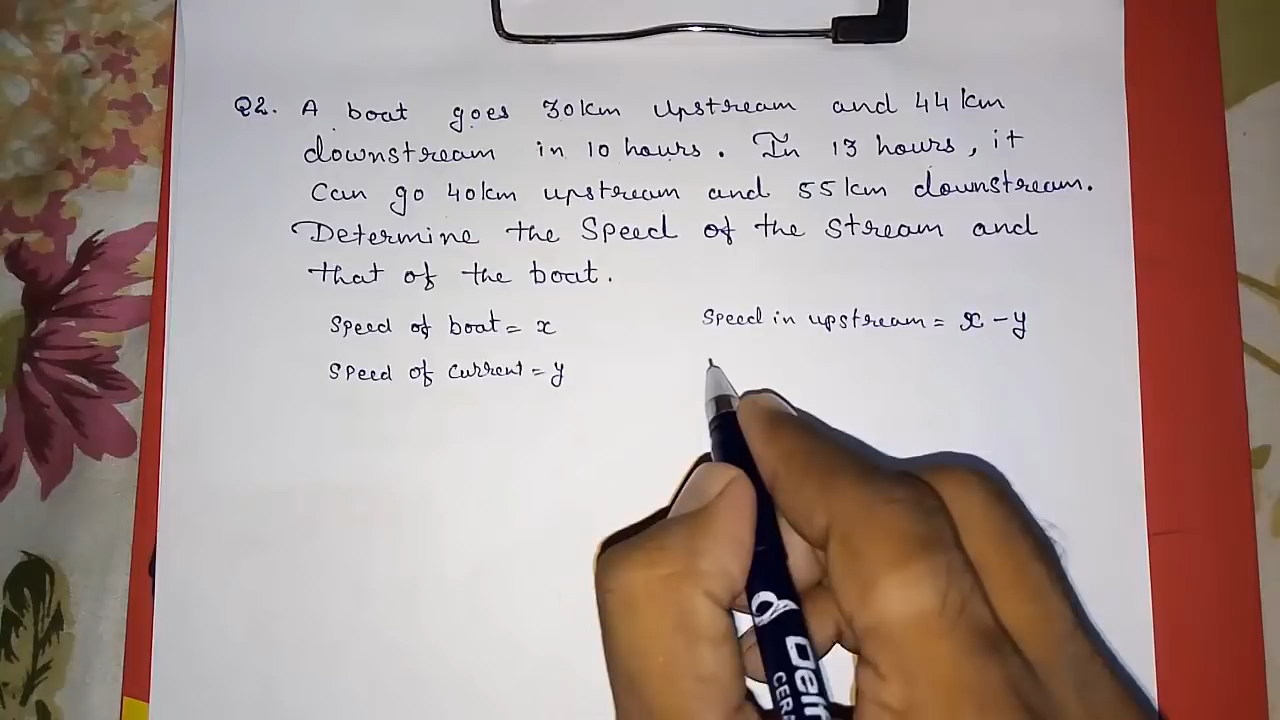 Q2. A boat goes 30km upstream and 44km
downstream in 10 hours. In 13 hours, it
Can go 40km upstream and 55km downstream.
Determine the Speed of the Stream and
that of the boat.
Speed of boat = x
Speed in upstream = x - y
Speed of current = y